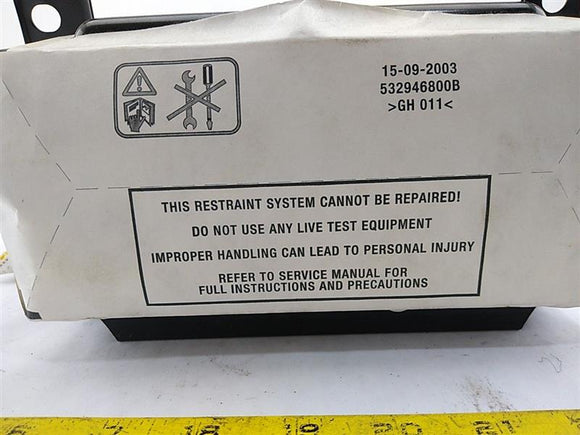 15-09-2003
532946800B
>GH 011<
THIS RESTRAINT SYSTEM CANNOT BE REPAIRED!
DO NOT USE ANY LIVE TEST EQUIPMENT
IMPROPER HANDLING CAN LEAD TO PERSONAL INJURY
REFER TO SERVICE MANUAL FOR
FULL INSTRUCTIONS AND PRECAUTIONS